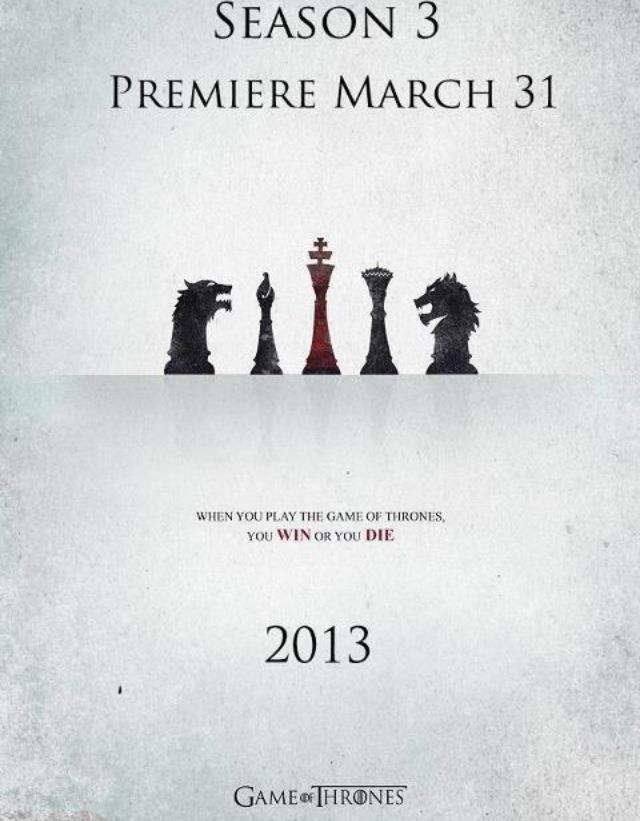 SEASON 3
PREMIERE MARCH 31
WHEN YOU PLAY THE GAME OF THRONES,
YOU WIN OR YOU DIE
2013
GAME OF THRONES